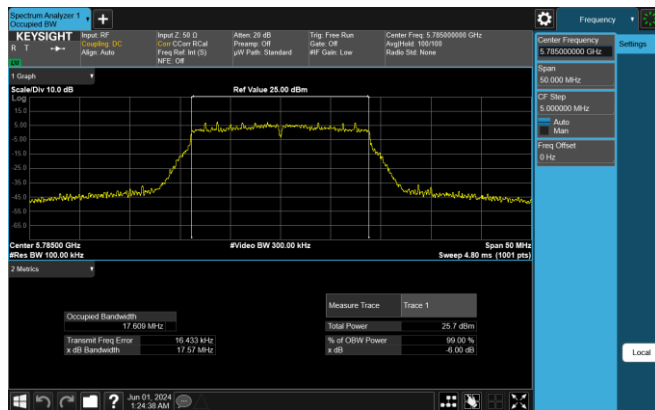 Spectrum Analyzer 1
Occupied BW
Frequency
KEYSIGHT
R T
Input: RF
Coupling: DC
Align: Auto
Input Z: 50 Ω
Corr CCorr RCal
Freq Ref: Int (S)
NFE: Off
Atten: 20 dB
Preamp: Off
µW Path: Standard
Trig: Free Run
Gate: Off
#IF Gain: Low
Center Freq: 5.785000000 GHz
Avg|Hold: 100/100
Radio Std: None
Center Frequency
5.785000000 GHz
Settings
Span
50.000 MHz
CF Step
5.000000 MHz
Auto
Man
Freq Offset
0 Hz
1 Graph
Scale/Div 10.0 dB
Ref Value 25.00 dBm
Log
15.0
5.00
-5.00
-15.0
-25.0
-35.0
-45.0
-55.0
-65.0
Center 5.78500 GHz
#Video BW 300.00 kHz
Span 50 MHz
#Res BW 100.00 kHz
Sweep 4.80 ms (1001 pts)
2 Metrics
Measure Trace
Trace 1
Occupied Bandwidth
17.609 MHz
Total Power
25.7 dBm
Transmit Freq Error
16.433 kHz
% of OBW Power
99.00 %
x dB Bandwidth
17.57 MHz
x dB
-6.00 dB
Local
Jun 01, 2024
1:24:38 AM